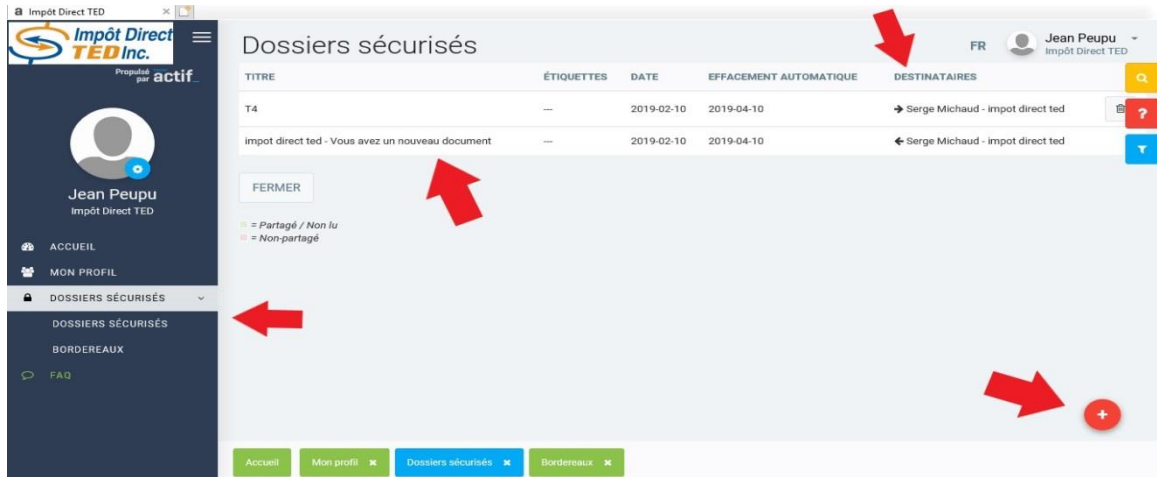 Impôt Direct TED
Impôt Direct
TED Inc.
Propulsé par actif_
Jean Peupu
Impôt Direct TED
ACCUEIL
MON PROFIL
DOSSIERS SÉCURISÉS
DOSSIERS SÉCURISÉS
BORDEREAUX
FAQ
Dossiers sécurisés
FR
Jean Peupu
Impôt Direct TED
TITRE ÉTIQUETTES DATE EFFACEMENT AUTOMATIQUE DESTINATAIRES
T4 --- 2019-02-10 2019-04-10 → Serge Michaud - impot direct ted
impot direct ted - Vous avez un nouveau document --- 2019-02-10 2019-04-10 ← Serge Michaud - impot direct ted
FERMER
= Partagé / Non lu
= Non-partagé
?
+
Accueil Mon profil × Dossiers sécurisés × Bordereaux ×